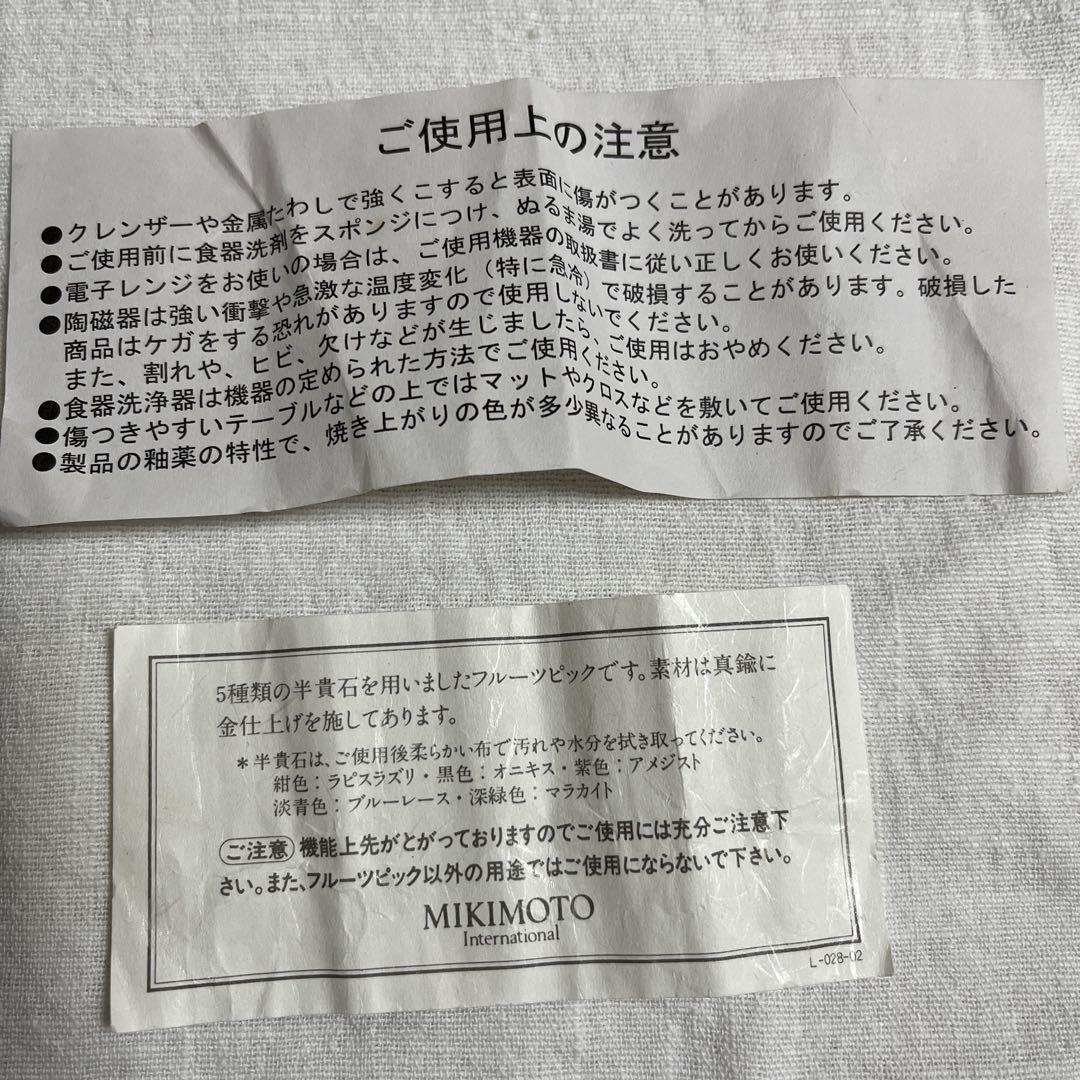 ご使用上の注意
●クレンザーや金属たわしで強くこすると表面に傷がつくことがあります。
●ご使用前に食器洗剤をスポンジにつけ、ぬるま湯でよく洗ってからご使用ください。
●電子レンジをお使いの場合は、ご使用機器の取扱書に従い正しくお使いください。
●陶磁器は強い衝撃や急激な温度変化（特に急冷）で破損することがあります。破損した
商品はケガをする恐れがありますので使用しないでください。
また、割れや、ヒビ、欠けなどが生じましたら、ご使用はおやめください。
●食器洗浄器は機器の定められた方法でご使用ください。
●傷つきやすいテーブルなどの上ではマットやクロスなどを敷いてご使用ください。
●製品の釉薬の特性で、焼き上がりの色が多少異なることがありますのでご了承ください。
5種類の半貴石を用いましたフルーツピックです。素材は真鍮に
金仕上げを施してあります。
＊半貴石は、ご使用後柔らかい布で汚れや水分を拭き取ってください。
紺色：ラピスラズリ・黒色：オニキス・紫色：アメジスト
淡青色：ブルーレース・深緑色：マラカイト
ご注意 機能上先がとがっておりますのでご使用には充分ご注意下
さい。また、フルーツピック以外の用途ではご使用にならないで下さい。
MIKIMOTO
International
L-028-02